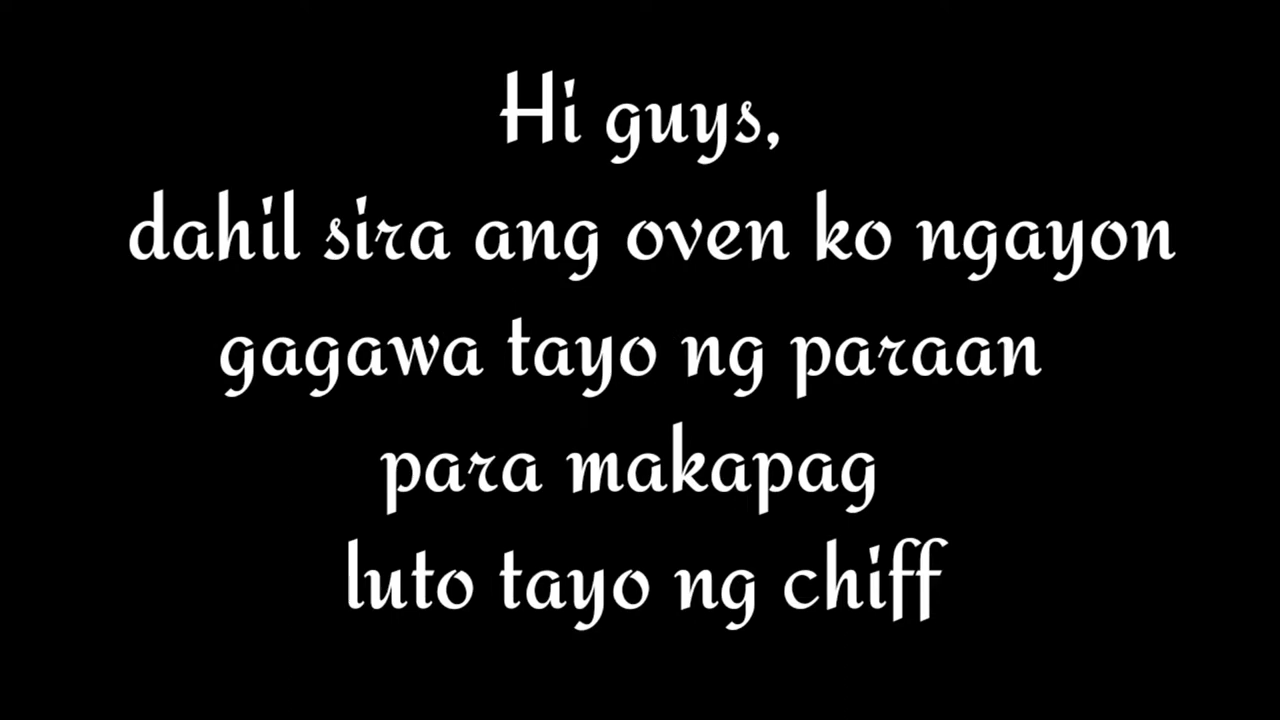 Hi guys,
dahil sira ang oven ko ngayon
gagawa tayo ng paraan
para makapag
luto tayo ng chiff